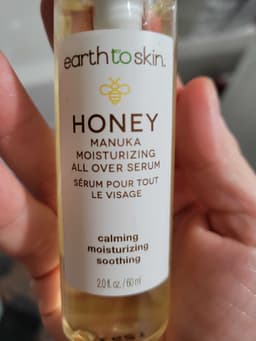 earth to skin.
HONEY
MANUKA
MOISTURIZING
ALL OVER SERUM
SÉRUM POUR TOUT
LE VISAGE
calming
moisturizing
soothing
2.0 fl. oz. / 60 ml